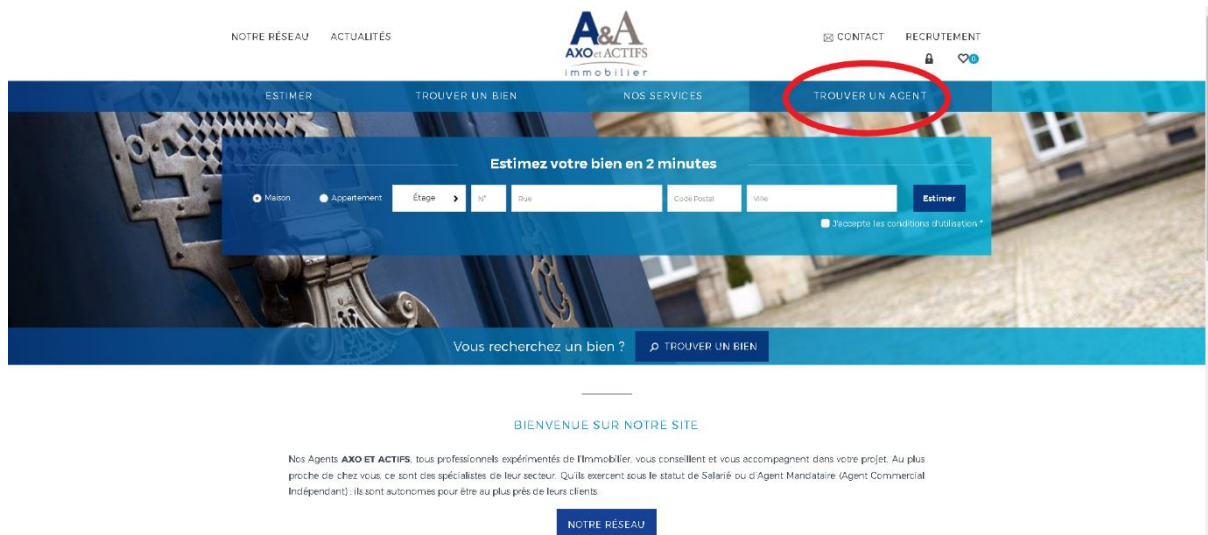 NOTRE RÉSEAU ACTUALITÉS
A&A
AXO et ACTIFS
immobilier
CONTACT RECRUTEMENT
0
ESTIMER TROUVER UN BIEN NOS SERVICES TROUVER UN AGENT
Estimez votre bien en 2 minutes
Maison Appartement Étage N° Rue Code Postal Ville Estimer
J'accepte les conditions d'utilisation *
Vous recherchez un bien ? TROUVER UN BIEN
BIENVENUE SUR NOTRE SITE
Nos Agents AXO ET ACTIFS, tous professionnels expérimentés de l'Immobilier, vous conseillent et vous accompagnent dans votre projet. Au plus
proche de chez vous, ce sont des spécialistes de leur secteur. Qu'ils exercent sous le statut de Salarié ou d'Agent Mandataire (Agent Commercial
Indépendant) ; ils sont autonomes pour être au plus près de leurs clients.
NOTRE RÉSEAU